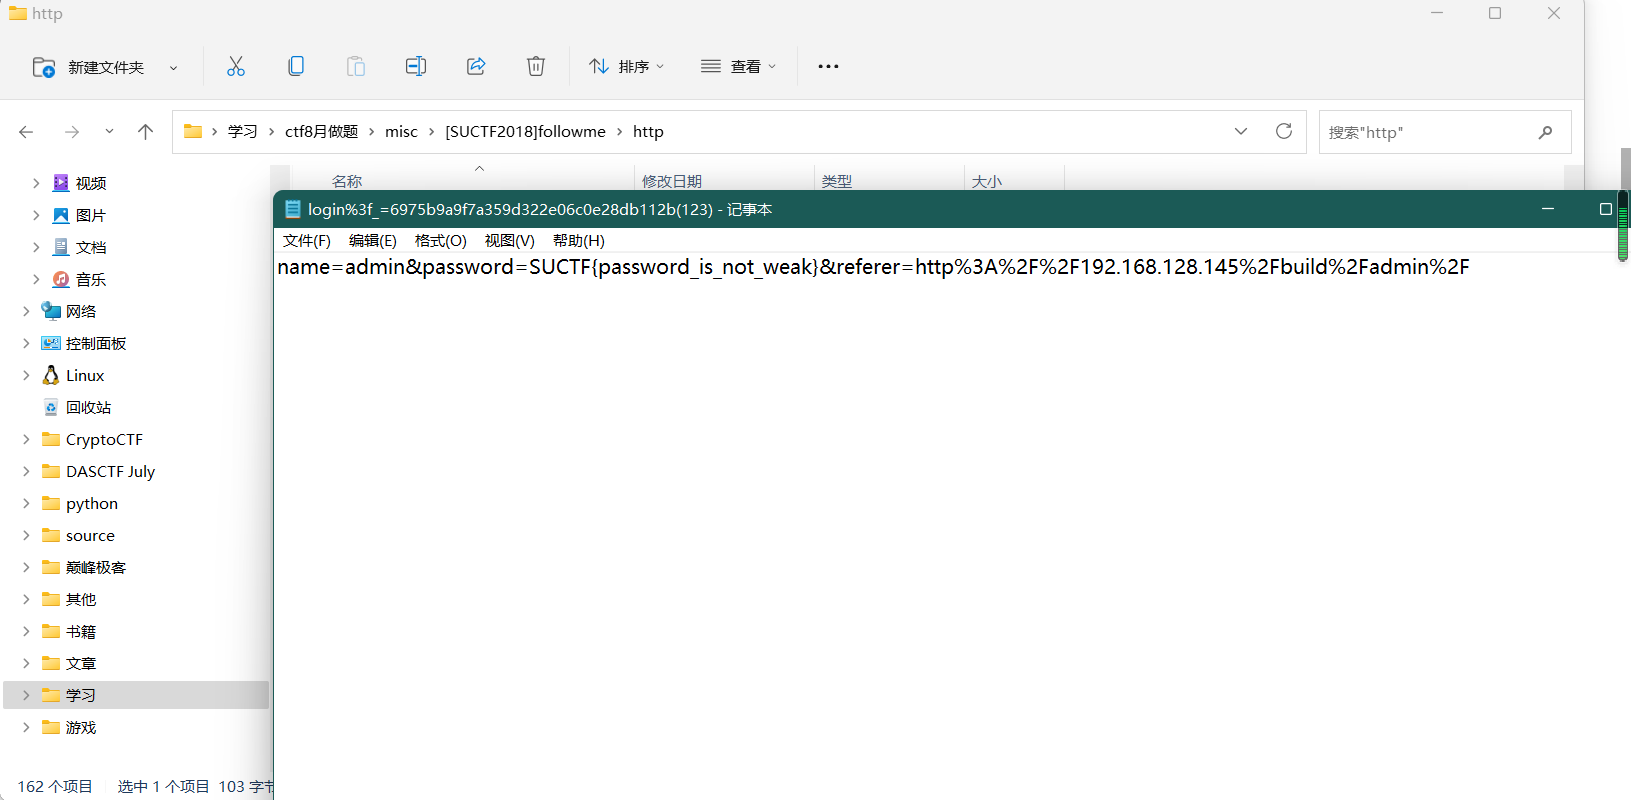 http
新建文件夹
排序
查看
学习 ctf8月做题 misc [SUCTF2018]followme http
搜索"http"
名称 修改日期 类型 大小
视频
图片
文档
音乐
网络
控制面板
Linux
回收站
CryptoCTF
DASCTF July
python
source
巅峰极客
其他
书籍
文章
学习
游戏
162 个项目 选中 1 个项目 103 字节
login%3f_=6975b9a9f7a359d322e06c0e28db112b(123) - 记事本
文件(F) 编辑(E) 格式(O) 视图(V) 帮助(H)
name=admin&password=SUCTF{password_is_not_weak}&referer=http%3A%2F%2F192.168.128.145%2Fbuild%2Fadmin%2F